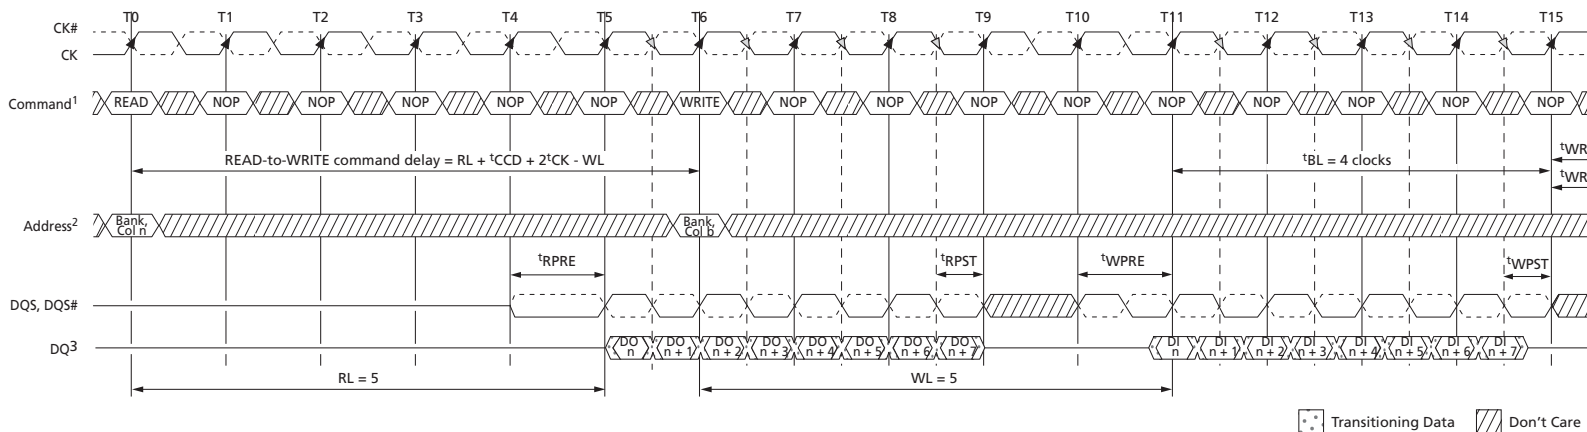 T0 T1 T2 T3 T4 T5 T6 T7 T8 T9 T10 T11 T12 T13 T14 T15
CK#
CK
Command1 READ NOP NOP NOP NOP NOP WRITE NOP NOP NOP NOP NOP NOP NOP NOP NOP
READ-to-WRITE command delay = RL + tCCD + 2tCK - WL
tBL = 4 clocks
tWR
tWR
Address2 Bank, Col n Bank, Col b
tRPRE tRPST tWPRE tWPST
DQS, DQS#
DQ3 DO n DO n + 1 DO n + 2 DO n + 3 DO n + 4 DO n + 5 DO n + 6 DO n + 7 DI n DI n + 1 DI n + 2 DI n + 3 DI n + 4 DI n + 5 DI n + 6 DI n + 7
RL = 5 WL = 5
Transitioning Data Don't Care